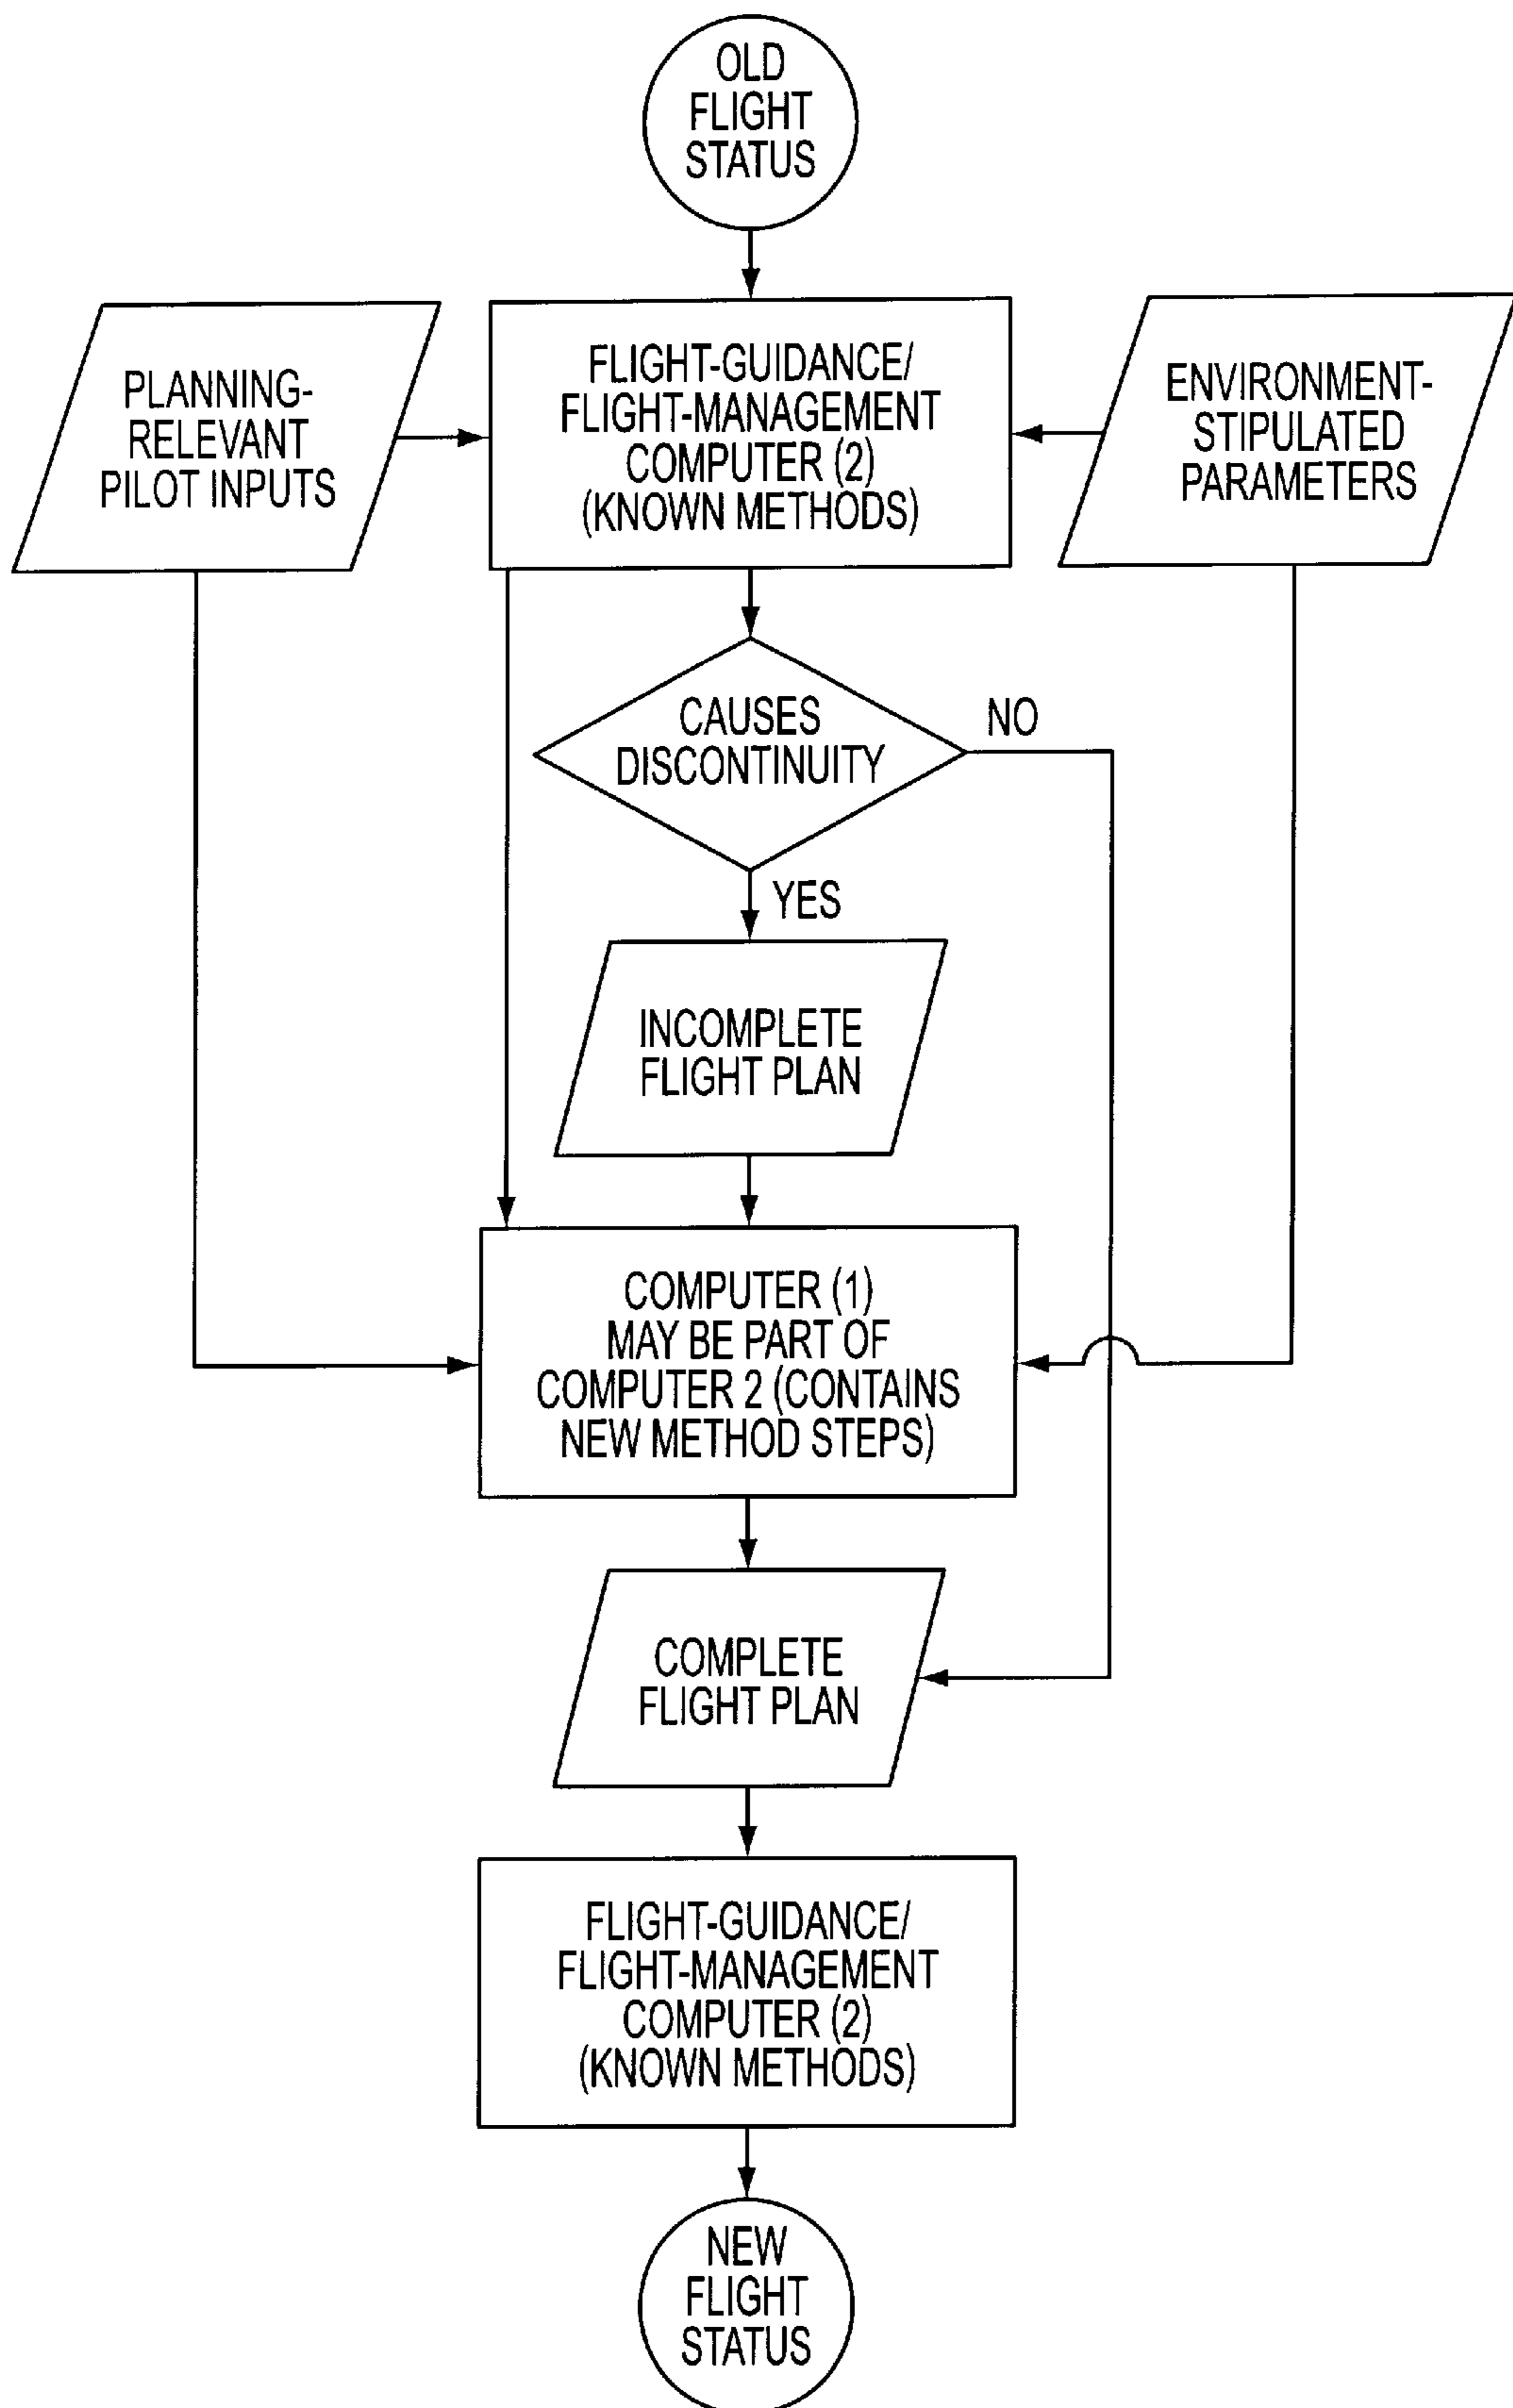 OLD
FLIGHT
STATUS
PLANNING-
RELEVANT
PILOT INPUTS
FLIGHT-GUIDANCE/
FLIGHT-MANAGEMENT
COMPUTER (2)
(KNOWN METHODS)
ENVIRONMENT-
STIPULATED
PARAMETERS
CAUSES
DISCONTINUITY
NO
YES
INCOMPLETE
FLIGHT PLAN
COMPUTER (1)
MAY BE PART OF
COMPUTER 2 (CONTAINS
NEW METHOD STEPS)
COMPLETE
FLIGHT PLAN
FLIGHT-GUIDANCE/
FLIGHT-MANAGEMENT
COMPUTER (2)
(KNOWN METHODS)
NEW
FLIGHT
STATUS